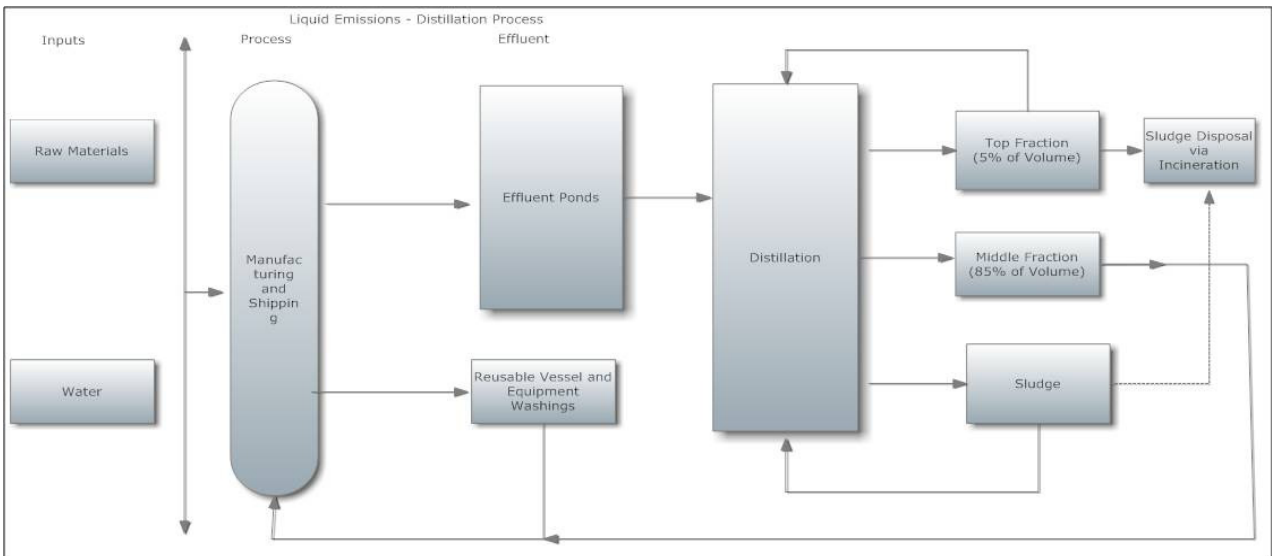 Liquid Emissions - Distillation Process
Inputs
Process
Effluent
Raw Materials
Water
Manufac
turing
and
Shippin
g
Effluent Ponds
Reusable Vessel and
Equipment
Washings
Distillation
Top Fraction
(5% of Volume)
Sludge Disposal
via
Incineration
Middle Fraction
(85% of Volume)
Sludge